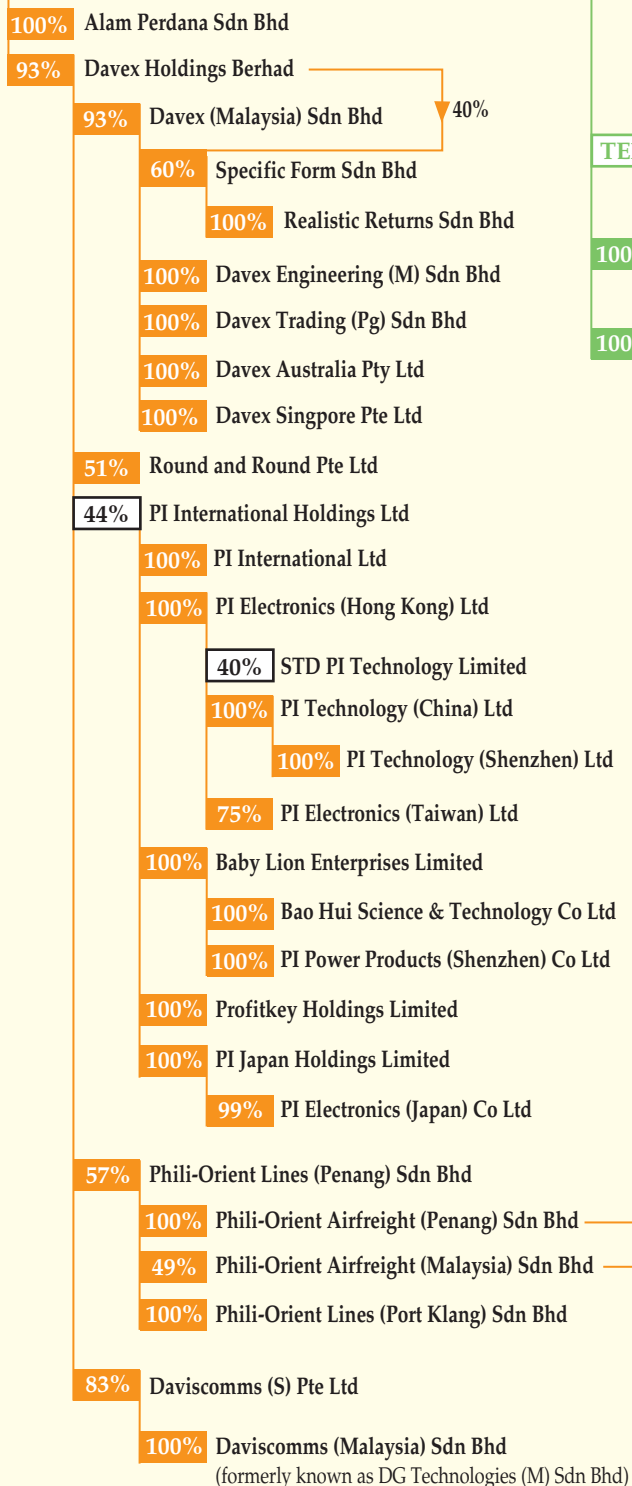 100% Alam Perdana Sdn Bhd
93% Davex Holdings Berhad
93% Davex (Malaysia) Sdn Bhd
40%
60% Specific Form Sdn Bhd
100% Realistic Returns Sdn Bhd
100% Davex Engineering (M) Sdn Bhd
100% Davex Trading (Pg) Sdn Bhd
100% Davex Australia Pty Ltd
100% Davex Singpore Pte Ltd
51% Round and Round Pte Ltd
44% PI International Holdings Ltd
100% PI International Ltd
100% PI Electronics (Hong Kong) Ltd
40% STD PI Technology Limited
100% PI Technology (China) Ltd
100% PI Technology (Shenzhen) Ltd
75% PI Electronics (Taiwan) Ltd
100% Baby Lion Enterprises Limited
100% Bao Hui Science & Technology Co Ltd
100% PI Power Products (Shenzhen) Co Ltd
100% Profitkey Holdings Limited
100% PI Japan Holdings Limited
99% PI Electronics (Japan) Co Ltd
57% Phili-Orient Lines (Penang) Sdn Bhd
100% Phili-Orient Airfreight (Penang) Sdn Bhd
49% Phili-Orient Airfreight (Malaysia) Sdn Bhd
100% Phili-Orient Lines (Port Klang) Sdn Bhd
83% Daviscomms (S) Pte Ltd
100% Daviscomms (Malaysia) Sdn Bhd
(formerly known as DG Technologies (M) Sdn Bhd)
100
100